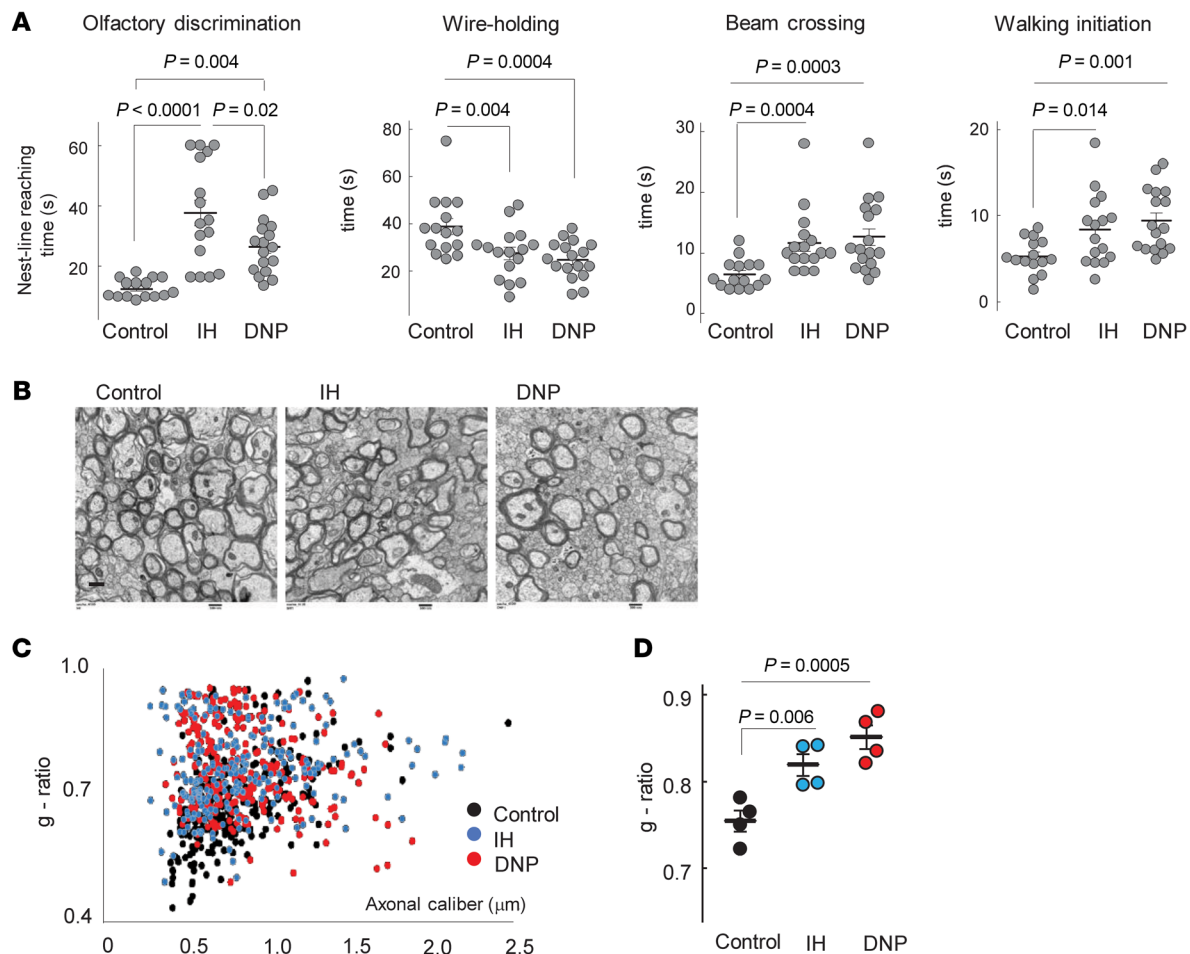 A
Olfactory discrimination
Wire-holding
Beam crossing
Walking initiation
P = 0.004
P < 0.0001
P = 0.02
Nest-line reaching
time (s)
60
40
20
Control
IH
DNP
P = 0.0004
P = 0.004
time (s)
80
60
40
20
Control
IH
DNP
P = 0.0003
P = 0.0004
time (s)
30
20
10
0
Control
IH
DNP
P = 0.001
P = 0.014
time (s)
20
10
0
Control
IH
DNP
B
Control
IH
DNP
C
1.0
0.7
0.4
g - ratio
Control
IH
DNP
Axonal caliber (μm)
0
0.5
1.0
1.5
2.0
2.5
D
P = 0.0005
P = 0.006
0.9
0.8
0.7
g - ratio
Control
IH
DNP